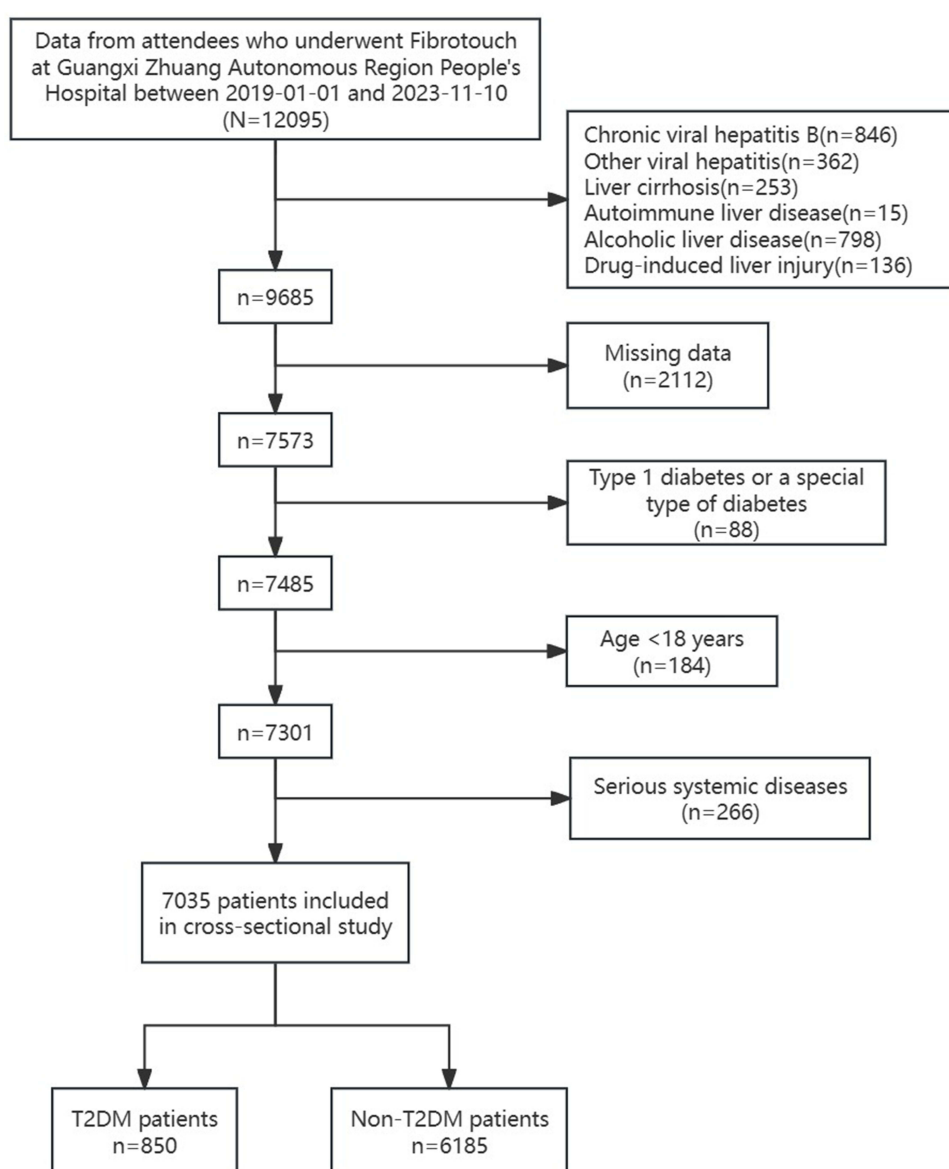 Data from attendees who underwent Fibrotouch
at Guangxi Zhuang Autonomous Region People's
Hospital between 2019-01-01 and 2023-11-10
(N=12095)
Chronic viral hepatitis B(n=846)
Other viral hepatitis(n=362)
Liver cirrhosis(n=253)
Autoimmune liver disease(n=15)
Alcoholic liver disease(n=798)
Drug-induced liver injury(n=136)
n=9685
Missing data
(n=2112)
n=7573
Type 1 diabetes or a special
type of diabetes
(n=88)
n=7485
Age <18 years
(n=184)
n=7301
Serious systemic diseases
(n=266)
7035 patients included
in cross-sectional study
T2DM patients
n=850
Non-T2DM patients
n=6185